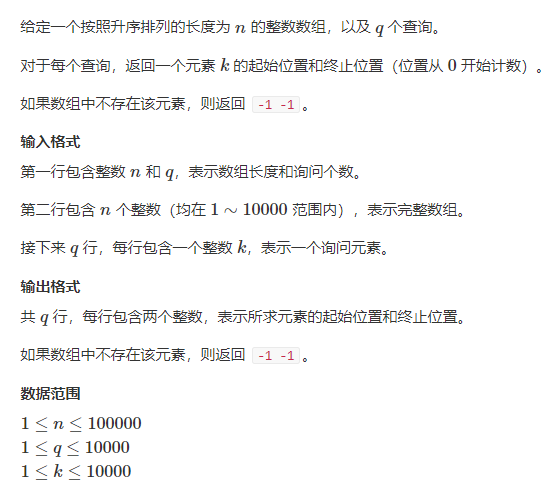 给定一个按照升序排列的长度为 n 的整数数组，以及 q 个查询。
对于每个查询，返回一个元素 k 的起始位置和终止位置（位置从 0 开始计数）。
如果数组中不存在该元素，则返回 -1 -1 。
输入格式
第一行包含整数 n 和 q，表示数组长度和询问个数。
第二行包含 n 个整数（均在 1 ∼ 10000 范围内），表示完整数组。
接下来 q 行，每行包含一个整数 k，表示一个询问元素。
输出格式
共 q 行，每行包含两个整数，表示所求元素的起始位置和终止位置。
如果数组中不存在该元素，则返回 -1 -1 。
数据范围
1 ≤ n ≤ 100000
1 ≤ q ≤ 10000
1 ≤ k ≤ 10000